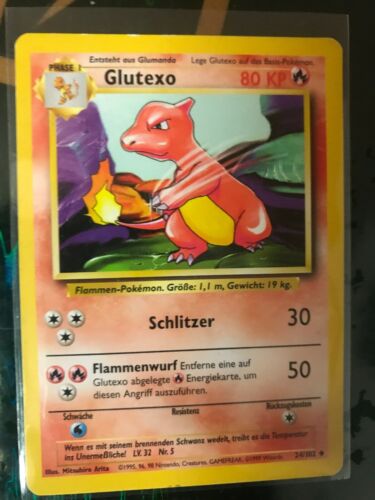 PHASE 1
Entsteht aus Glumanda
Lege Glutexo auf das Basis-Pokémon.
Glutexo
80 KP
Flammen-Pokémon. Größe: 1,1 m, Gewicht: 19 kg.
Schlitzer 30
Flammenwurf Entferne eine auf
Glutexo abgelegte Energiekarte, um
diesen Angriff auszuführen.
50
Schwäche
Resistenz
Rückzugskosten
Wenn es mit seinem brennenden Schwanz wedelt, treibt es die Temperatur
ins Unermeßliche! LV. 32 Nr. 5
Illus. Mitsuhiro Arita
©1995, 96, 98 Nintendo, Creatures, GAMEFREAK. ©1999 Wizards.
24/102